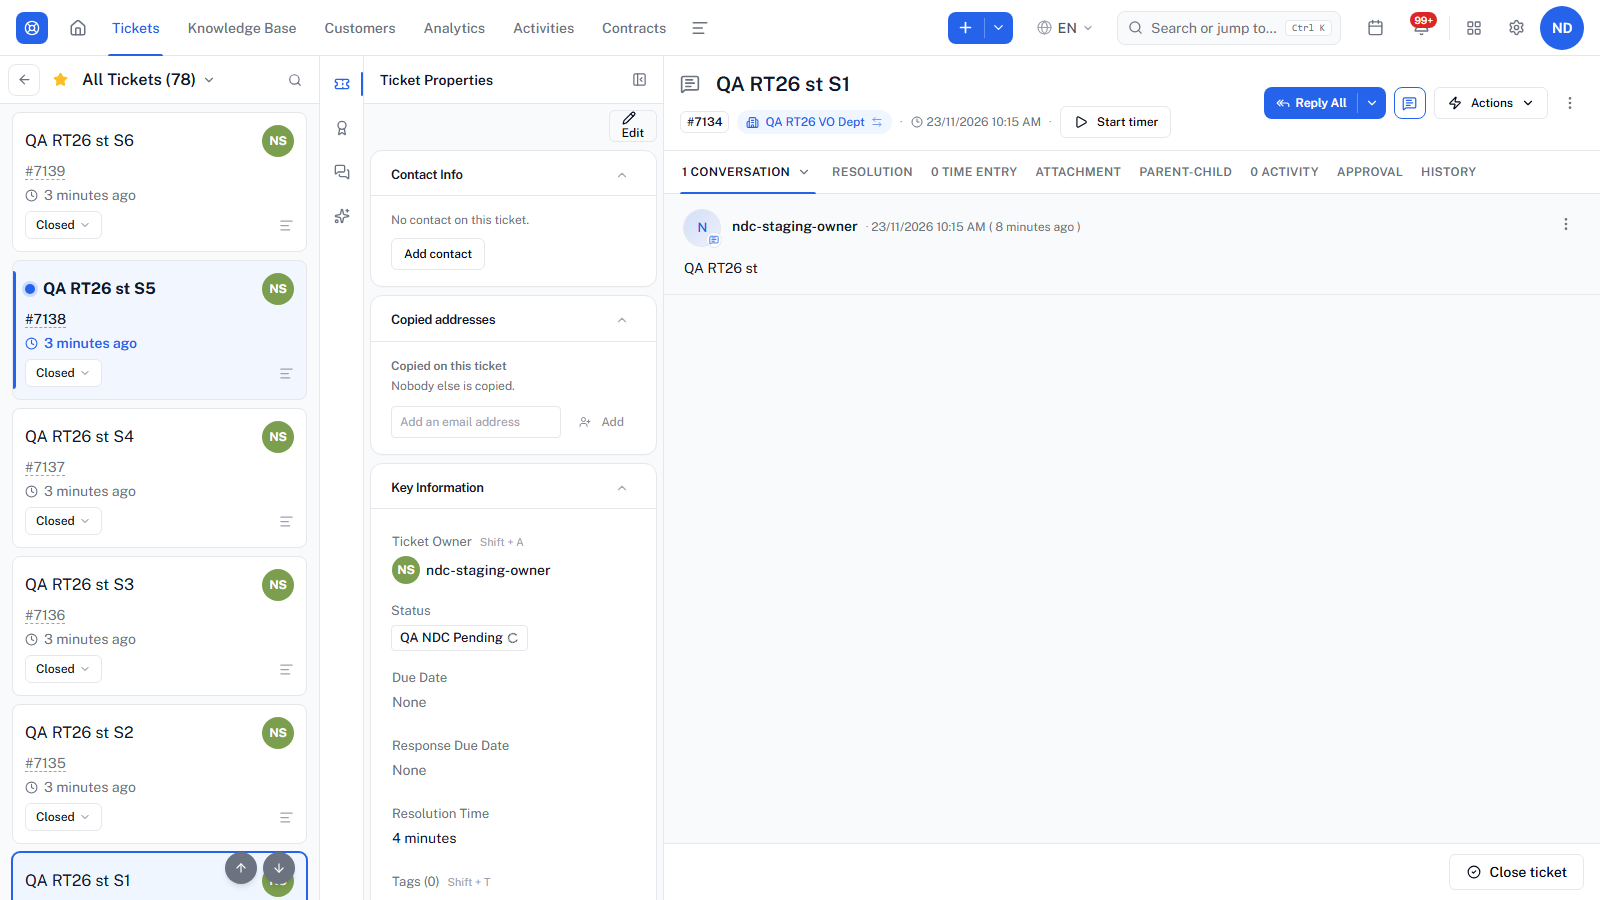 Tickets
Knowledge Base
Customers
Analytics
Activities
Contracts
EN
Search or jump to...
Ctrl K
99+
ND
All Tickets (78)
QA RT26 st S6
NS
#7139
3 minutes ago
Closed
QA RT26 st S5
NS
#7138
3 minutes ago
Closed
QA RT26 st S4
NS
#7137
3 minutes ago
Closed
QA RT26 st S3
NS
#7136
3 minutes ago
Closed
QA RT26 st S2
NS
#7135
3 minutes ago
Closed
QA RT26 st S1
Ticket Properties
Edit
Contact Info
No contact on this ticket.
Add contact
Copied addresses
Copied on this ticket
Nobody else is copied.
Add an email address
Add
Key Information
Ticket Owner Shift + A
NS ndc-staging-owner
Status
QA NDC Pending
Due Date
None
Response Due Date
None
Resolution Time
4 minutes
Tags (0) Shift + T
QA RT26 st S1
#7134
QA RT26 VO Dept
· 23/11/2026 10:15 AM ·
Start timer
Reply All
Actions
1 CONVERSATION
RESOLUTION
0 TIME ENTRY
ATTACHMENT
PARENT-CHILD
0 ACTIVITY
APPROVAL
HISTORY
N
ndc-staging-owner · 23/11/2026 10:15 AM ( 8 minutes ago )
QA RT26 st
Close ticket